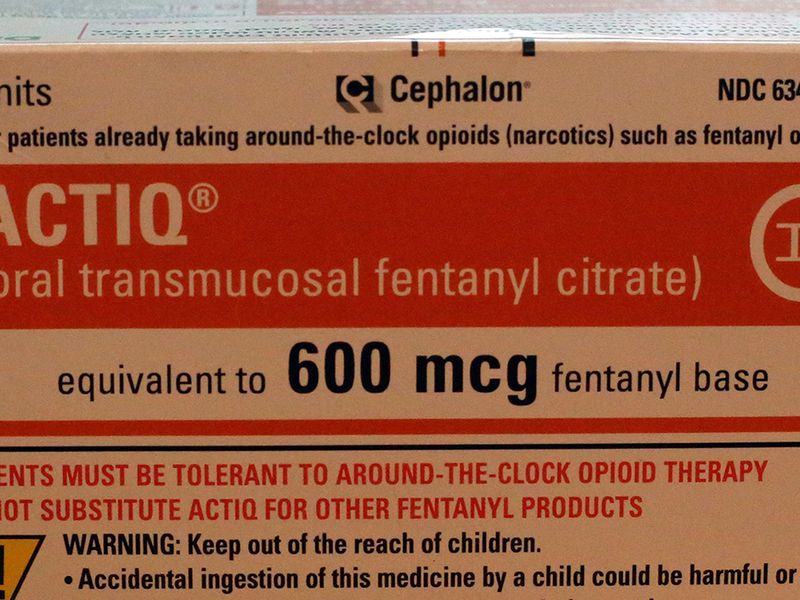 nits
Cephalon®
NDC 634
patients already taking around-the-clock opioids (narcotics) such as fentanyl o
ACTIQ®
oral transmucosal fentanyl citrate)
equivalent to 600 mcg fentanyl base
ENTS MUST BE TOLERANT TO AROUND-THE-CLOCK OPIOID THERAPY
NOT SUBSTITUTE ACTIQ FOR OTHER FENTANYL PRODUCTS
WARNING: Keep out of the reach of children.
• Accidental ingestion of this medicine by a child could be harmful or